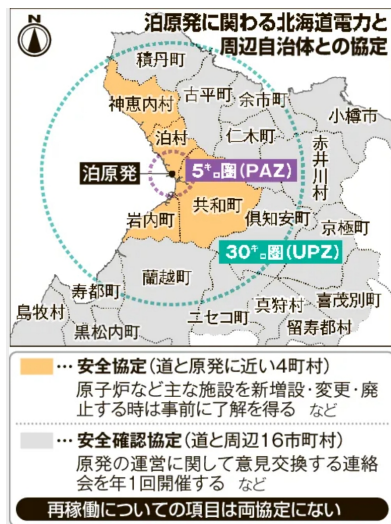 泊原発に関わる北海道電力と
周辺自治体との協定
N
積丹町
神恵内村
古平町
余市町
小樽市
泊村
仁木町
赤井川村
泊原発
5㌔圏(PAZ)
共和町
岩内町
倶知安町
京極町
30㌔圏(UPZ)
蘭越町
寿都町
島牧村
黒松内町
ニセコ町
真狩村
喜茂別町
留寿都村
…安全協定(道と原発に近い4町村)
原子炉など主な施設を新増設・変更・廃
止する時は事前に了解を得る など
…安全確認協定(道と周辺16市町村)
原発の運営に関して意見交換する連絡
会を年1回開催する など
再稼働についての項目は両協定にない